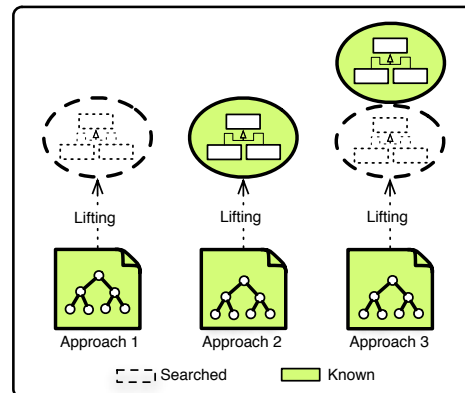 Lifting Lifting Lifting
Approach 1 Approach 2 Approach 3
Searched Known